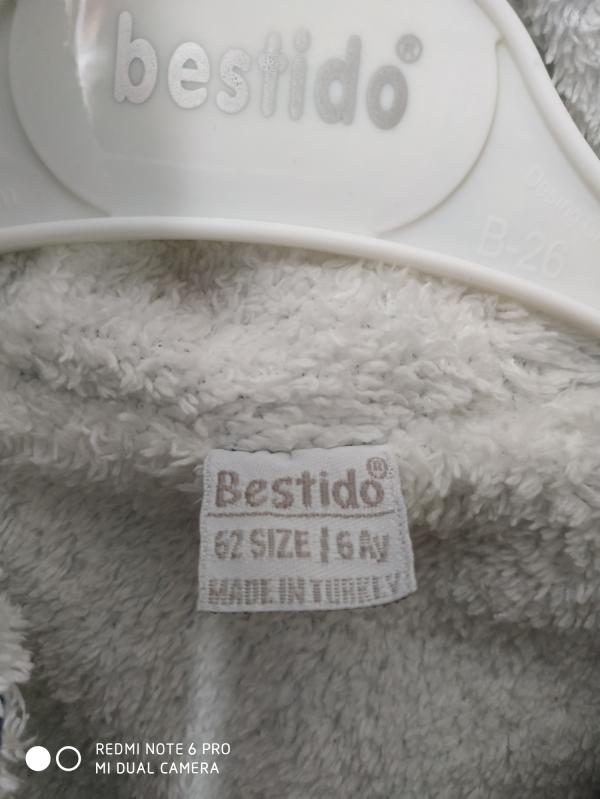 bestido®
B-26
Bestido®
62 SIZE | 6 Ay
MADE IN TURKEY
REDMI NOTE 6 PRO
MI DUAL CAMERA